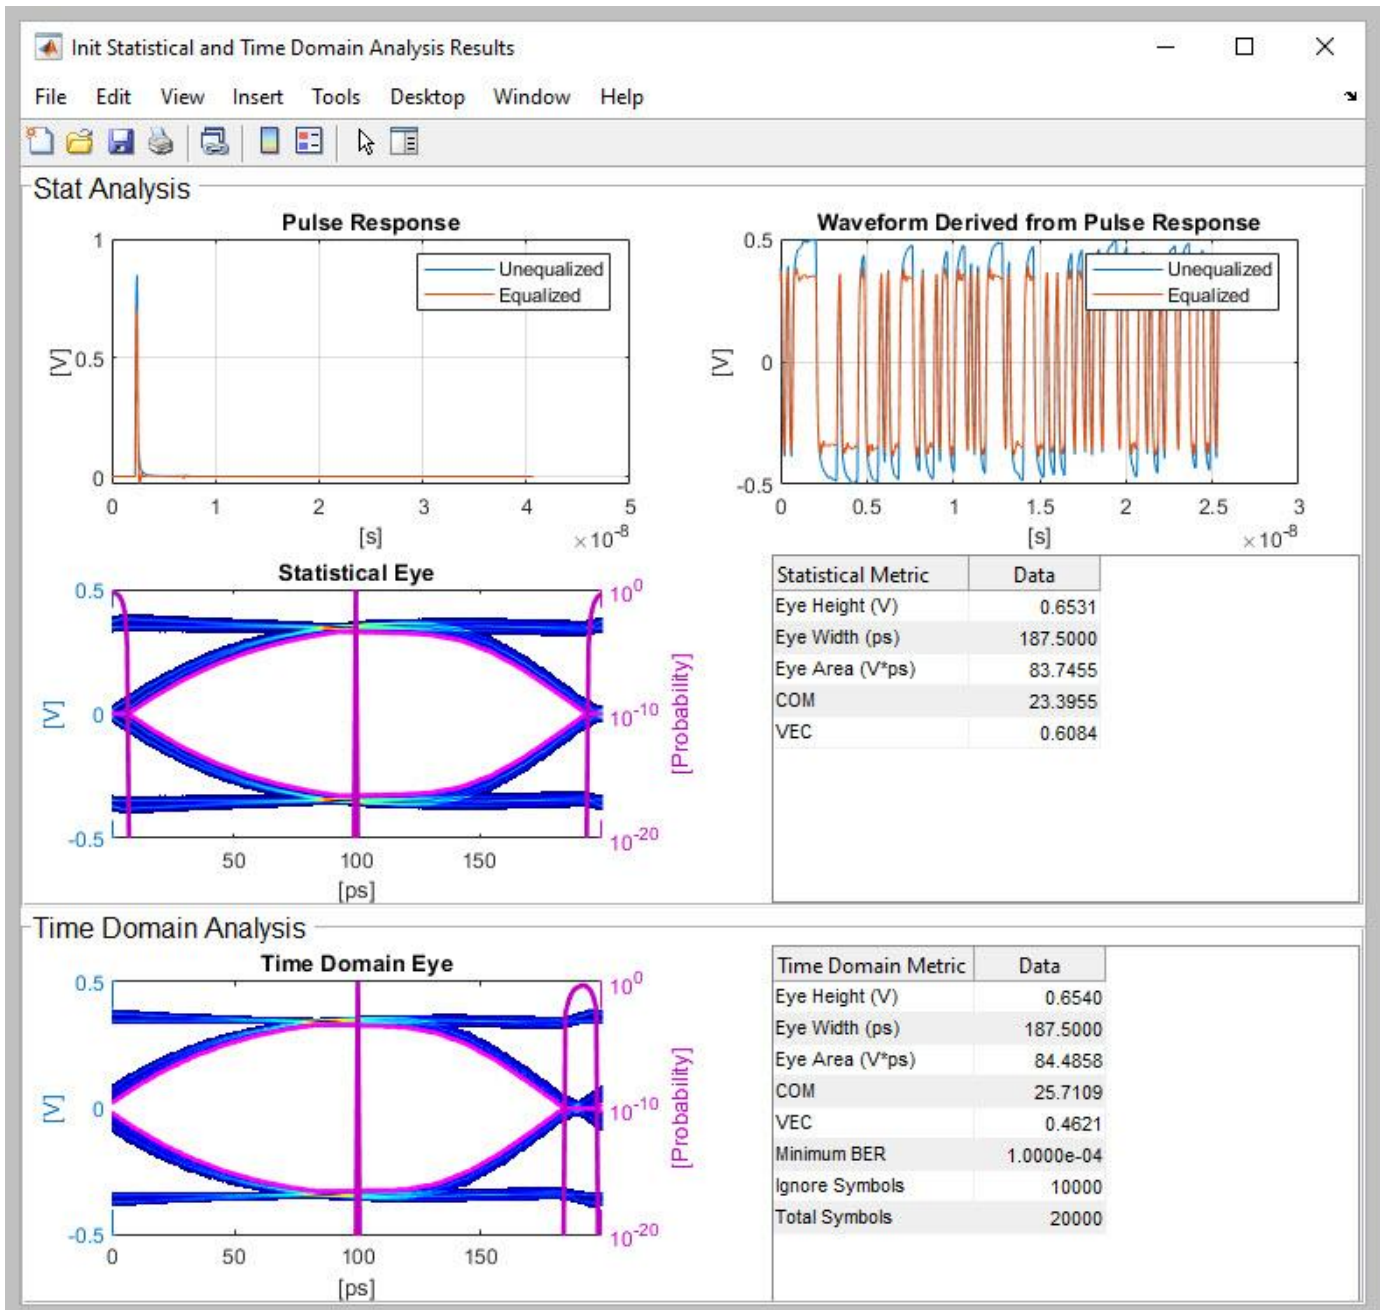 Init Statistical and Time Domain Analysis Results
File Edit View Insert Tools Desktop Window Help
Stat Analysis
Pulse Response
1
0.5
0
[V]
Unequalized
Equalized
0 1 2 3 4 5
[s]
×10-8
Waveform Derived from Pulse Response
0.5
0
-0.5
[V]
Unequalized
Equalized
0 0.5 1 1.5 2 2.5 3
[s]
×10-8
Statistical Eye
0.5
0
-0.5
[V]
100
10-10
10-20
[Probability]
50 100 150
[ps]
Statistical Metric Data
Eye Height (V) 0.6531
Eye Width (ps) 187.5000
Eye Area (V*ps) 83.7455
COM 23.3955
VEC 0.6084
Time Domain Analysis
Time Domain Eye
0.5
0
-0.5
[V]
100
10-10
10-20
[Probability]
0 50 100 150
[ps]
Time Domain Metric Data
Eye Height (V) 0.6540
Eye Width (ps) 187.5000
Eye Area (V*ps) 84.4858
COM 25.7109
VEC 0.4621
Minimum BER 1.0000e-04
Ignore Symbols 10000
Total Symbols 20000